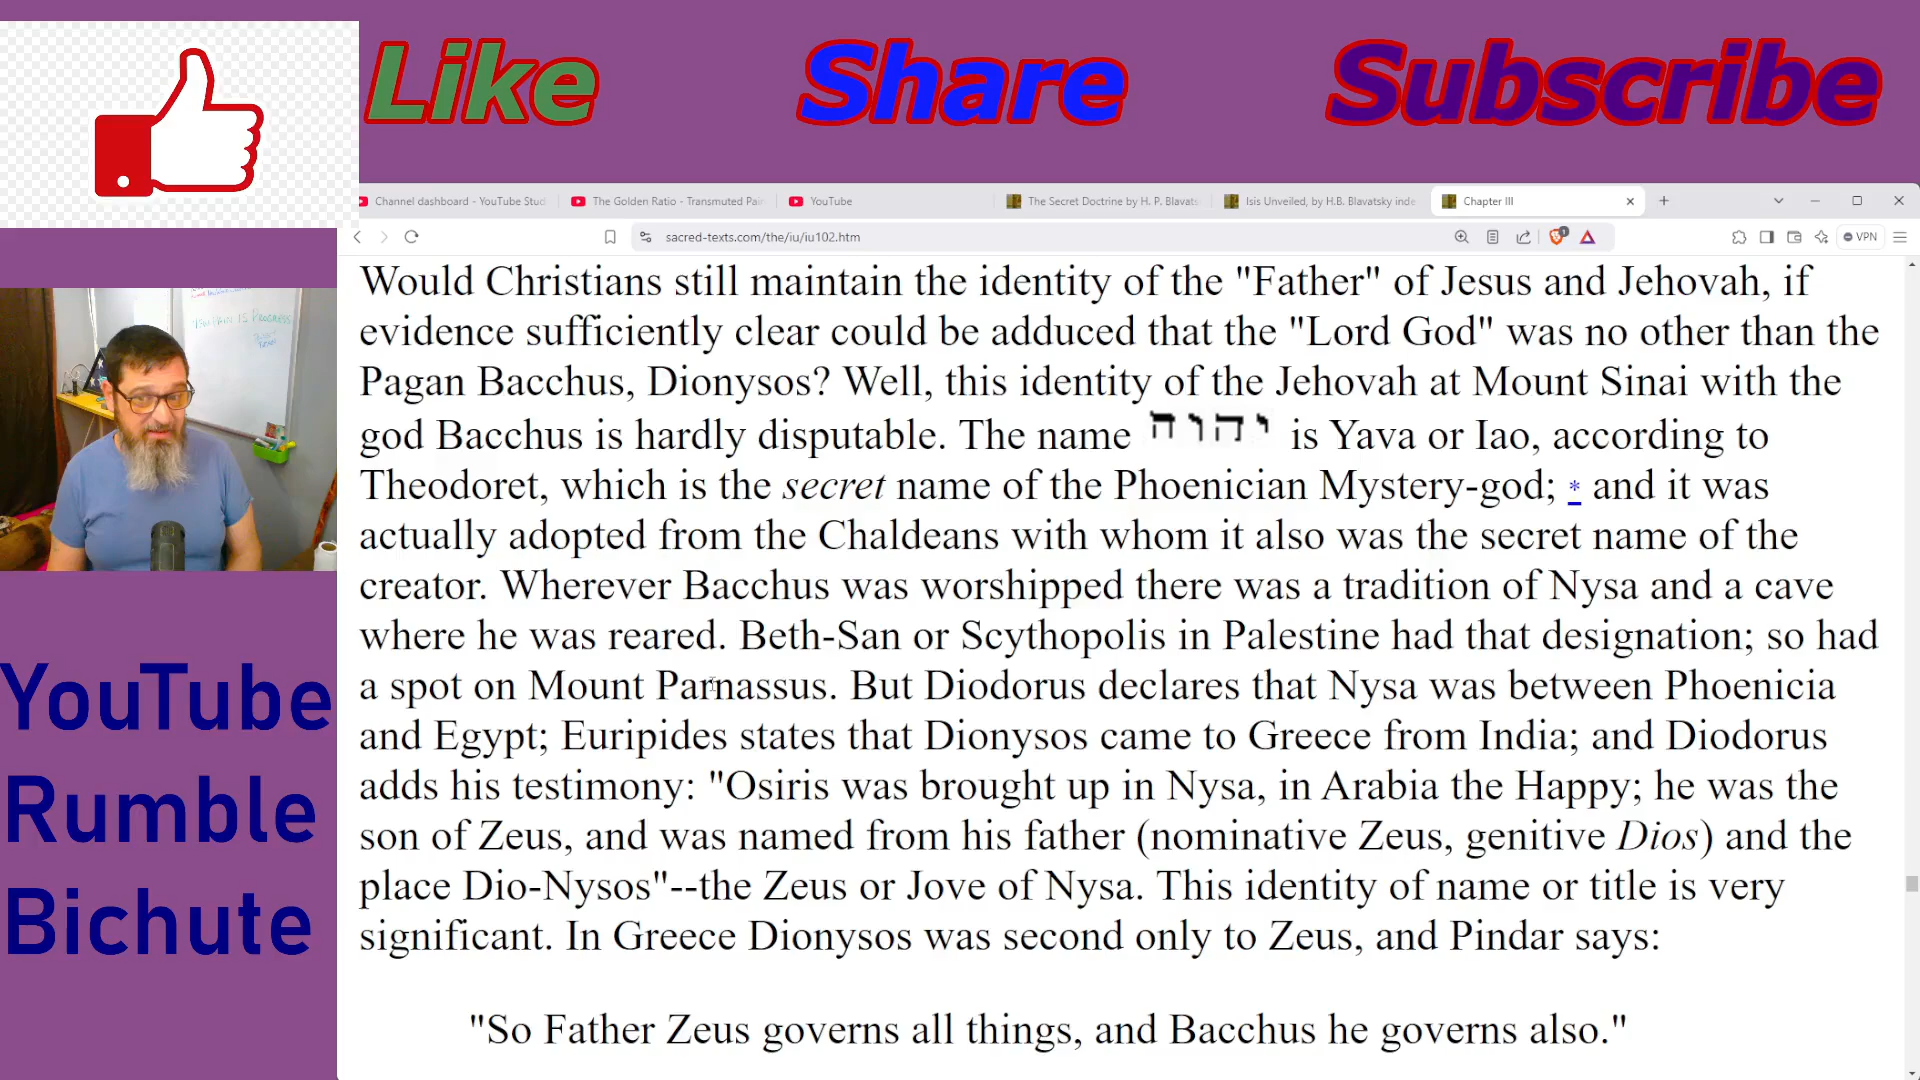 Like Share Subscribe
Channel dashboard - YouTube Stud
The Golden Ratio - Transmuted Pain
YouTube
The Secret Doctrine by H. P. Blavats
Isis Unveiled, by H.B. Blavatsky inde
Chapter III
sacred-texts.com/the/iu/iu102.htm
1
VPN
Would Christians still maintain the identity of the "Father" of Jesus and Jehovah, if
evidence sufficiently clear could be adduced that the "Lord God" was no other than the
Pagan Bacchus, Dionysos? Well, this identity of the Jehovah at Mount Sinai with the
god Bacchus is hardly disputable. The name יהוה is Yava or Iao, according to
Theodoret, which is the secret name of the Phoenician Mystery-god; * and it was
actually adopted from the Chaldeans with whom it also was the secret name of the
creator. Wherever Bacchus was worshipped there was a tradition of Nysa and a cave
where he was reared. Beth-San or Scythopolis in Palestine had that designation; so had
a spot on Mount Parnassus. But Diodorus declares that Nysa was between Phoenicia
and Egypt; Euripides states that Dionysos came to Greece from India; and Diodorus
adds his testimony: "Osiris was brought up in Nysa, in Arabia the Happy; he was the
son of Zeus, and was named from his father (nominative Zeus, genitive Dios) and the
place Dio-Nysos"--the Zeus or Jove of Nysa. This identity of name or title is very
significant. In Greece Dionysos was second only to Zeus, and Pindar says:
"So Father Zeus governs all things, and Bacchus he governs also."
YouTube
Rumble
Bichute